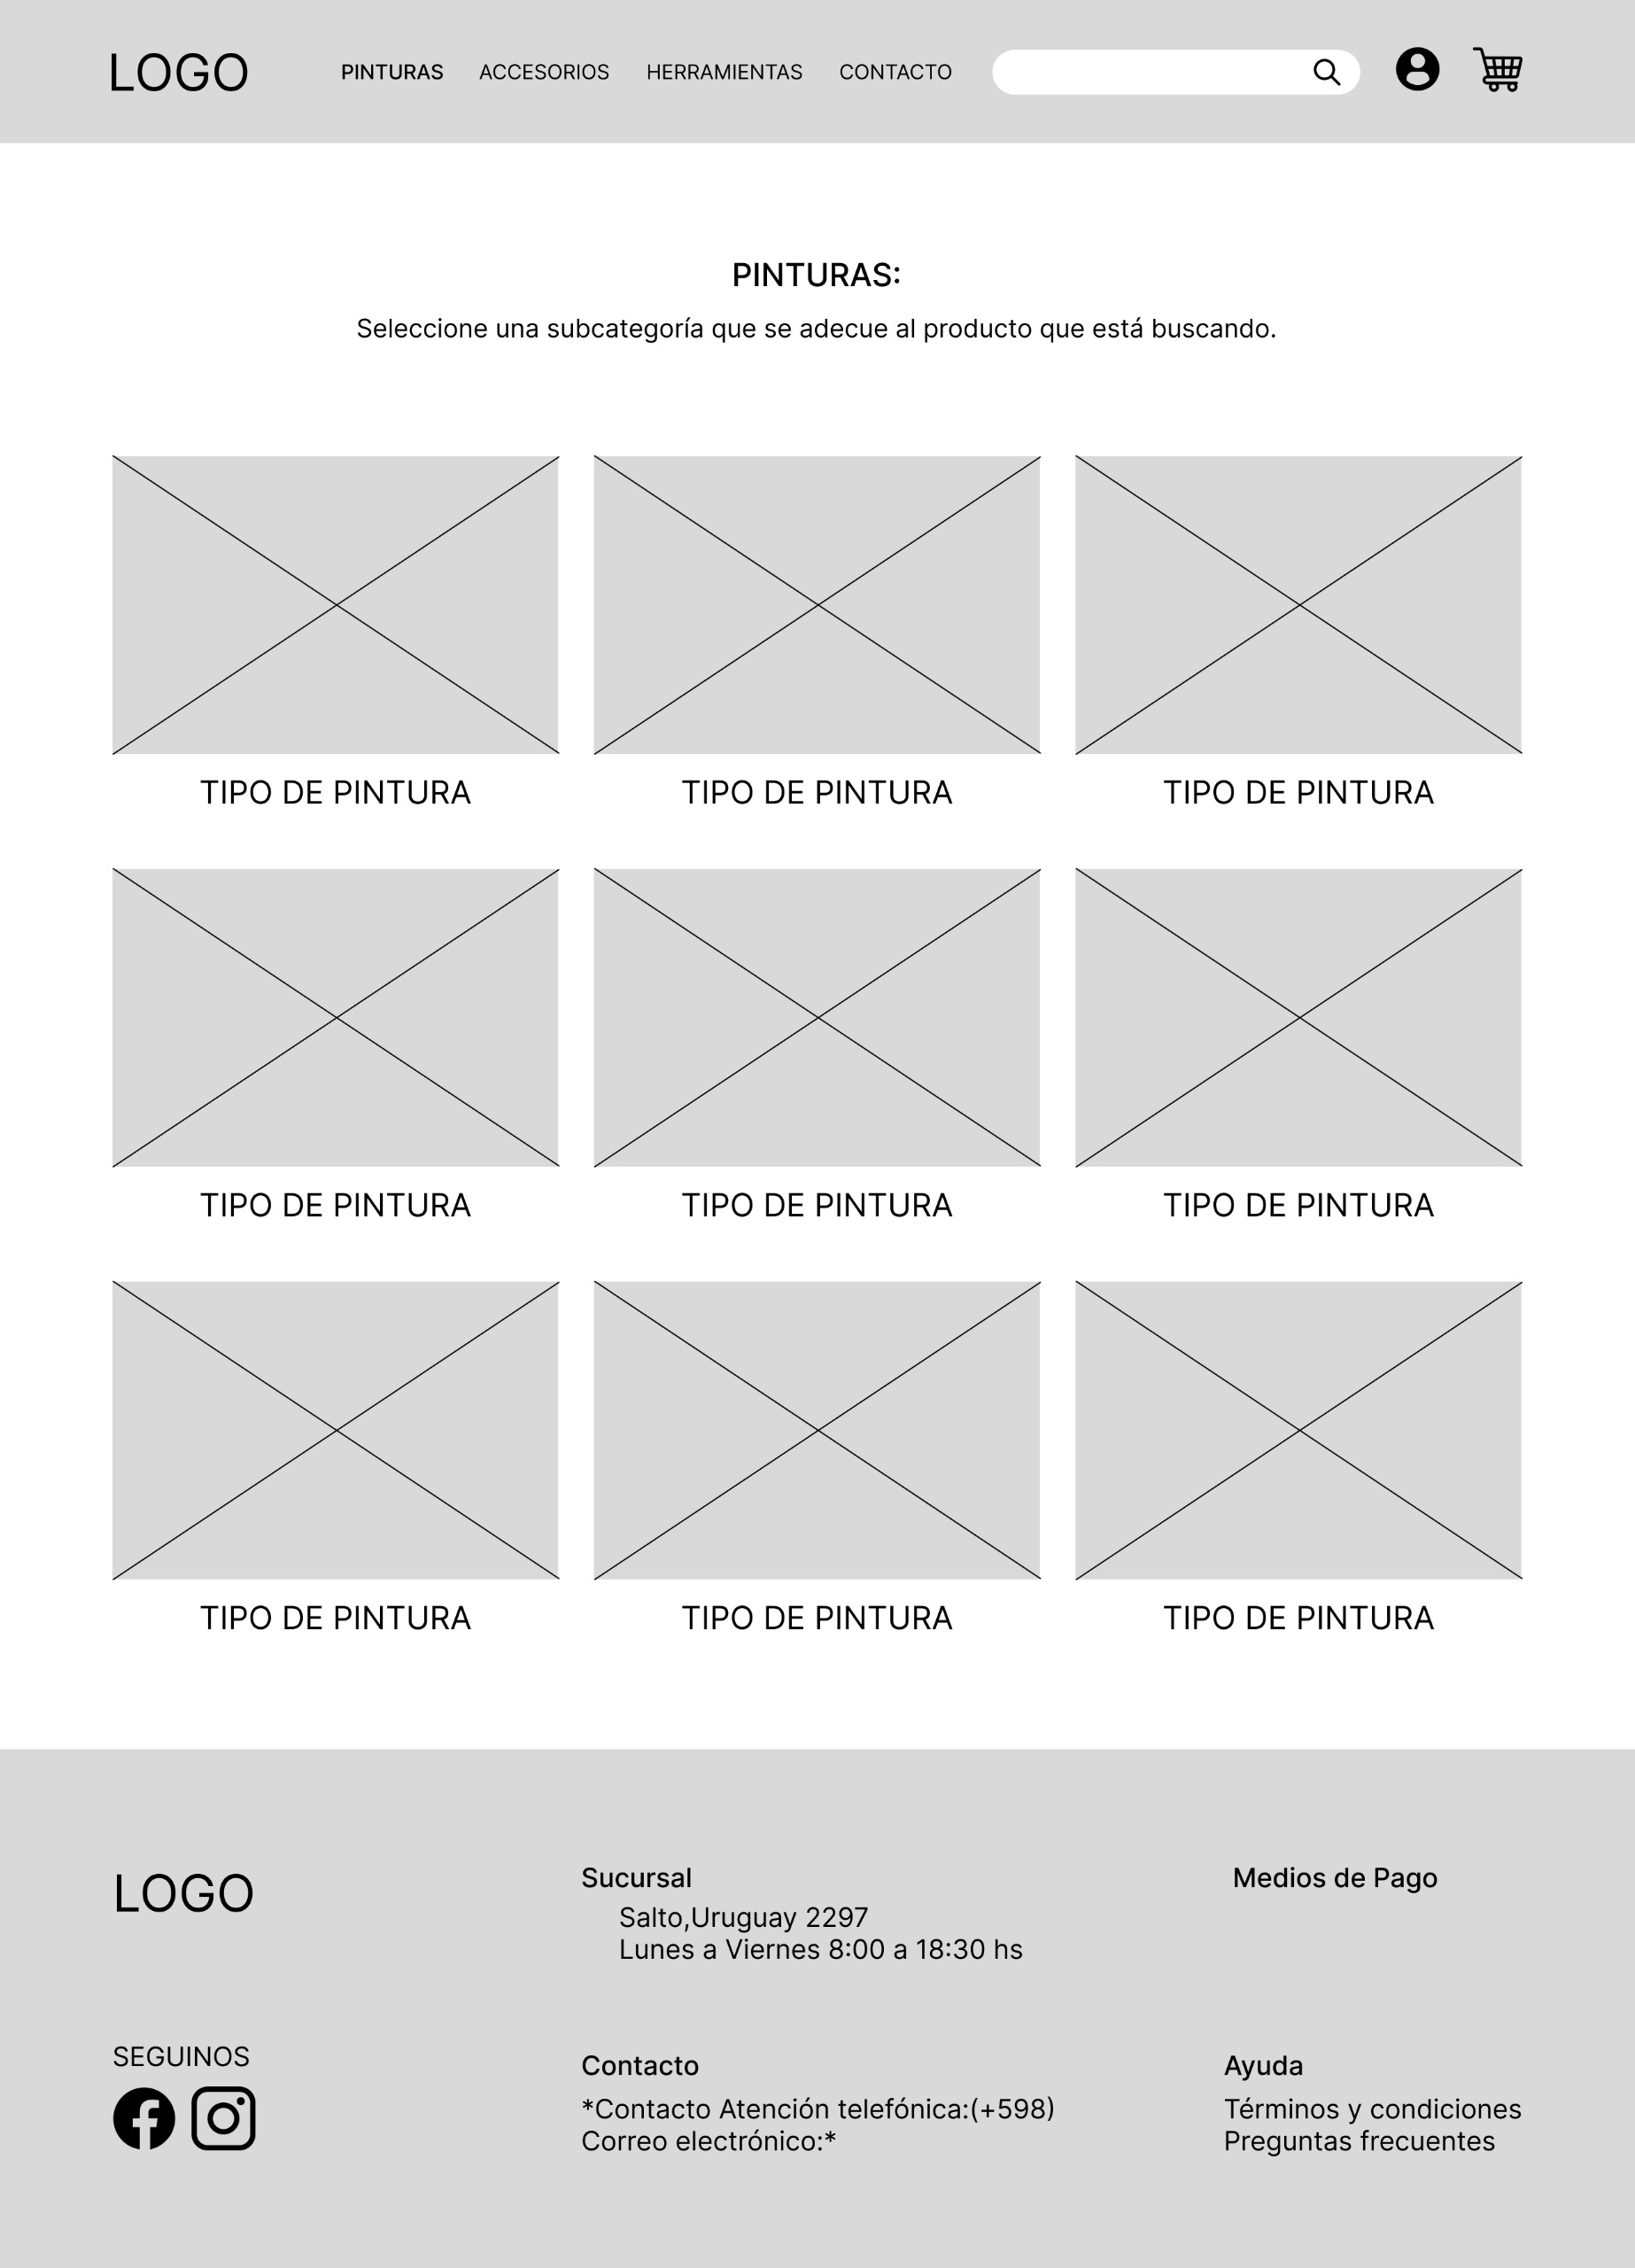 LOGO
PINTURAS
ACCESORIOS
HERRAMIENTAS
CONTACTO
PINTURAS:
Seleccione una subcategoría que se adecue al producto que está buscando.
TIPO DE PINTURA
TIPO DE PINTURA
TIPO DE PINTURA
TIPO DE PINTURA
TIPO DE PINTURA
TIPO DE PINTURA
TIPO DE PINTURA
TIPO DE PINTURA
TIPO DE PINTURA
LOGO
SEGUINOS
Sucursal
Salto,Uruguay 2297
Lunes a Viernes 8:00 a 18:30 hs
Contacto
*Contacto Atención telefónica:(+598)
Correo electrónico:*
Medios de Pago
Ayuda
Términos y condiciones
Preguntas frecuentes